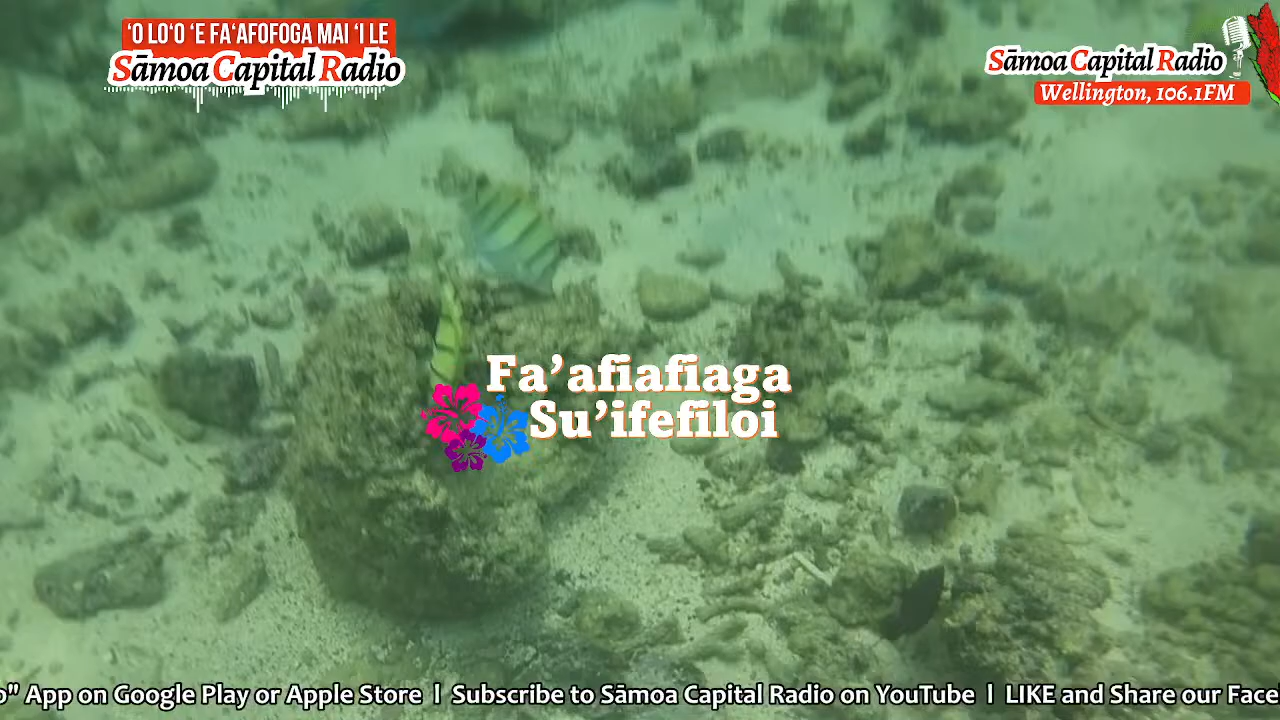 ‘O LO‘O ‘E FA‘AFOFOGA MAI ‘I LE
Sāmoa Capital Radio
Sāmoa Capital Radio
Wellington, 106.1FM
Fa’afiafiaga
Su’ifefiloi
" App on Google Play or Apple Store | Subscribe to Sāmoa Capital Radio on YouTube | LIKE and Share our